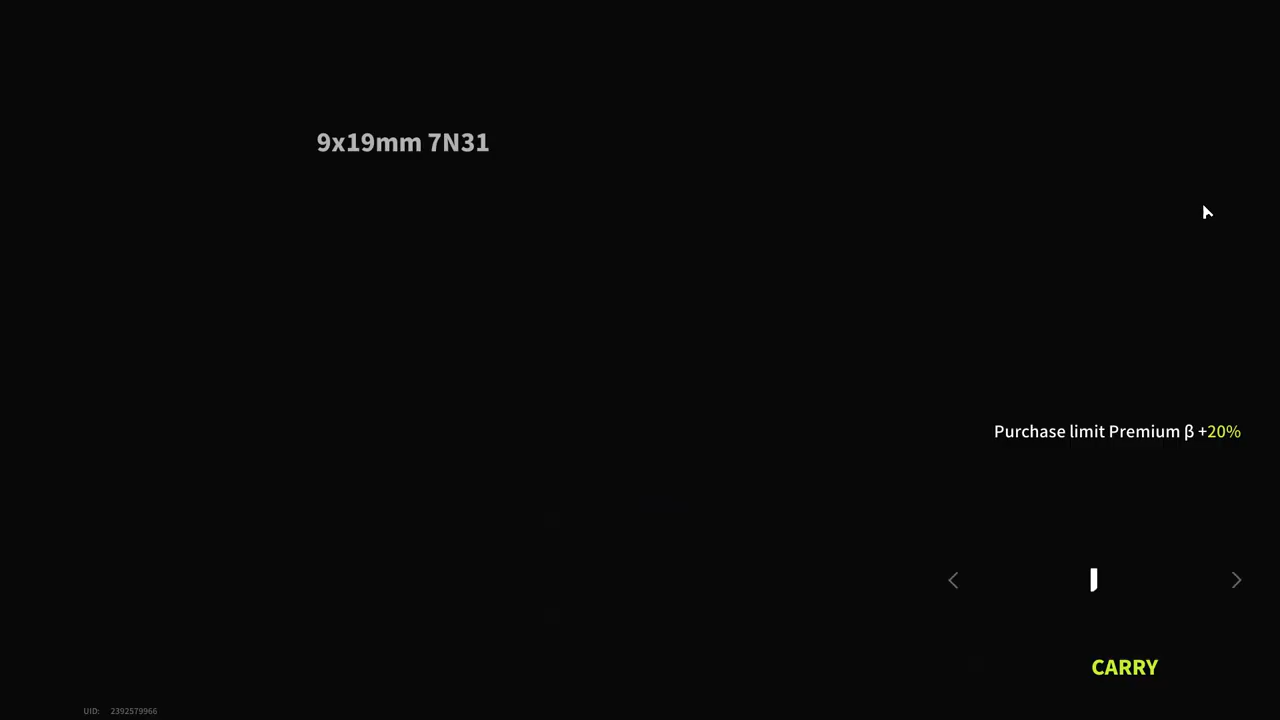 9x19mm 7N31
Purchase limit Premium β +20%
CARRY
UID: 2392579966